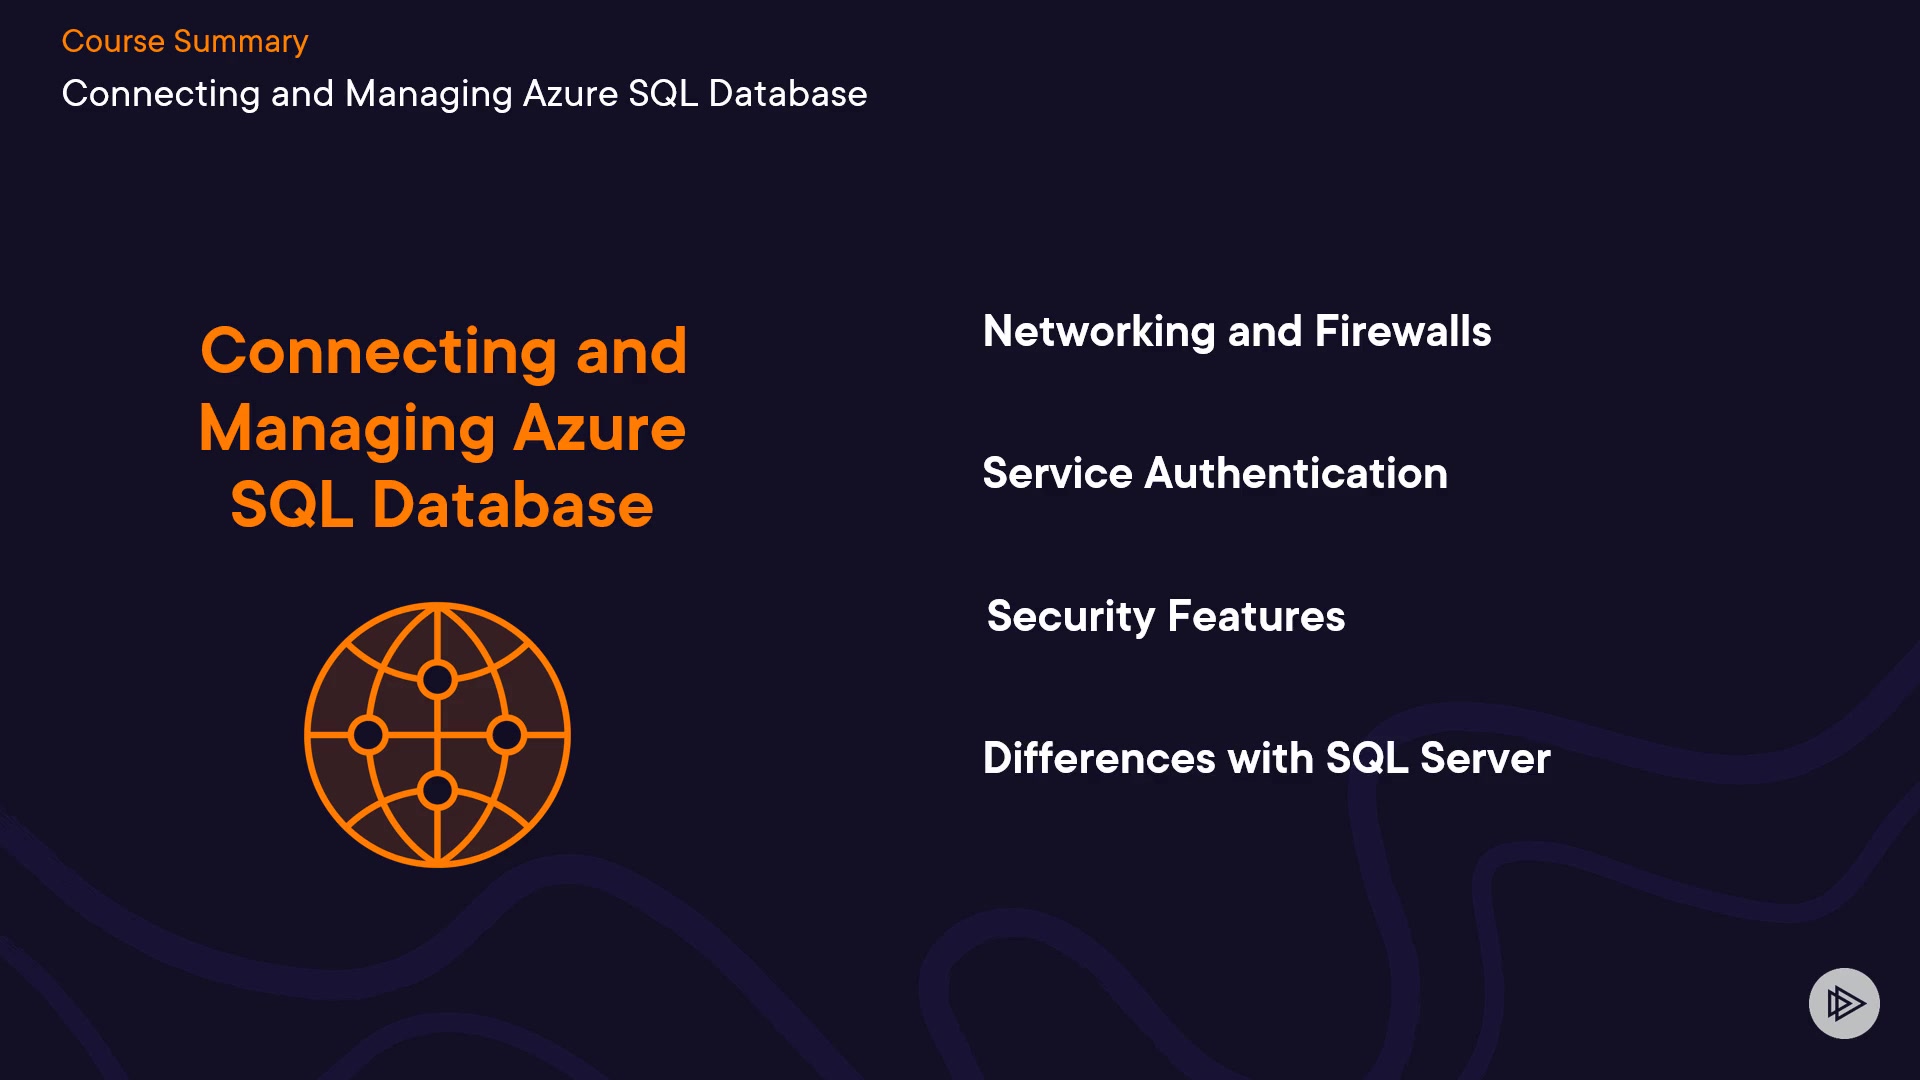 Course Summary
Connecting and Managing Azure SQL Database
Connecting and
Managing Azure
SQL Database
Networking and Firewalls
Service Authentication
Security Features
Differences with SQL Server